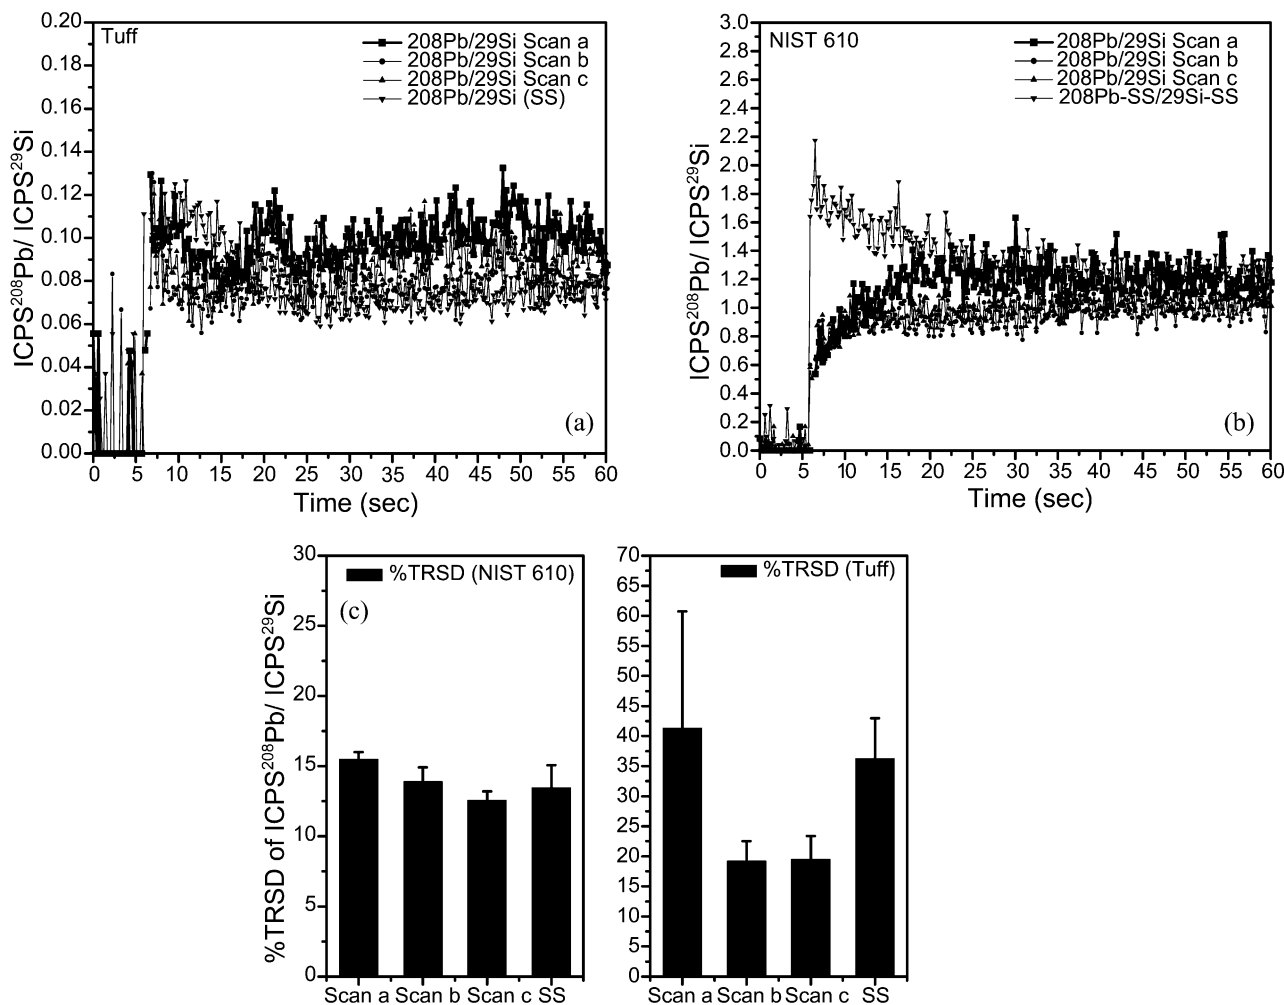 Tuff
208Pb/29Si Scan a
208Pb/29Si Scan b
208Pb/29Si Scan c
208Pb/29Si (SS)
ICPS²⁰⁸Pb/ ICPS²⁹Si
0.20
0.18
0.16
0.14
0.12
0.10
0.08
0.06
0.04
0.02
0.00
(a)
0 5 10 15 20 25 30 35 40 45 50 55 60
Time (sec)
NIST 610
208Pb/29Si Scan a
208Pb/29Si Scan b
208Pb/29Si Scan c
208Pb-SS/29Si-SS
ICPS²⁰⁸Pb/ ICPS²⁹Si
3.0
2.8
2.6
2.4
2.2
2.0
1.8
1.6
1.4
1.2
1.0
0.8
0.6
0.4
0.2
0.0
(b)
0 5 10 15 20 25 30 35 40 45 50 55 60
Time (sec)
%TRSD of ICPS²⁰⁸Pb/ ICPS²⁹Si
30
25
20
15
10
5
0
%TRSD (NIST 610)
(c)
Scan a Scan b Scan c SS
70
65
60
55
50
45
40
35
30
25
20
15
10
5
0
%TRSD (Tuff)
Scan a Scan b Scan c SS